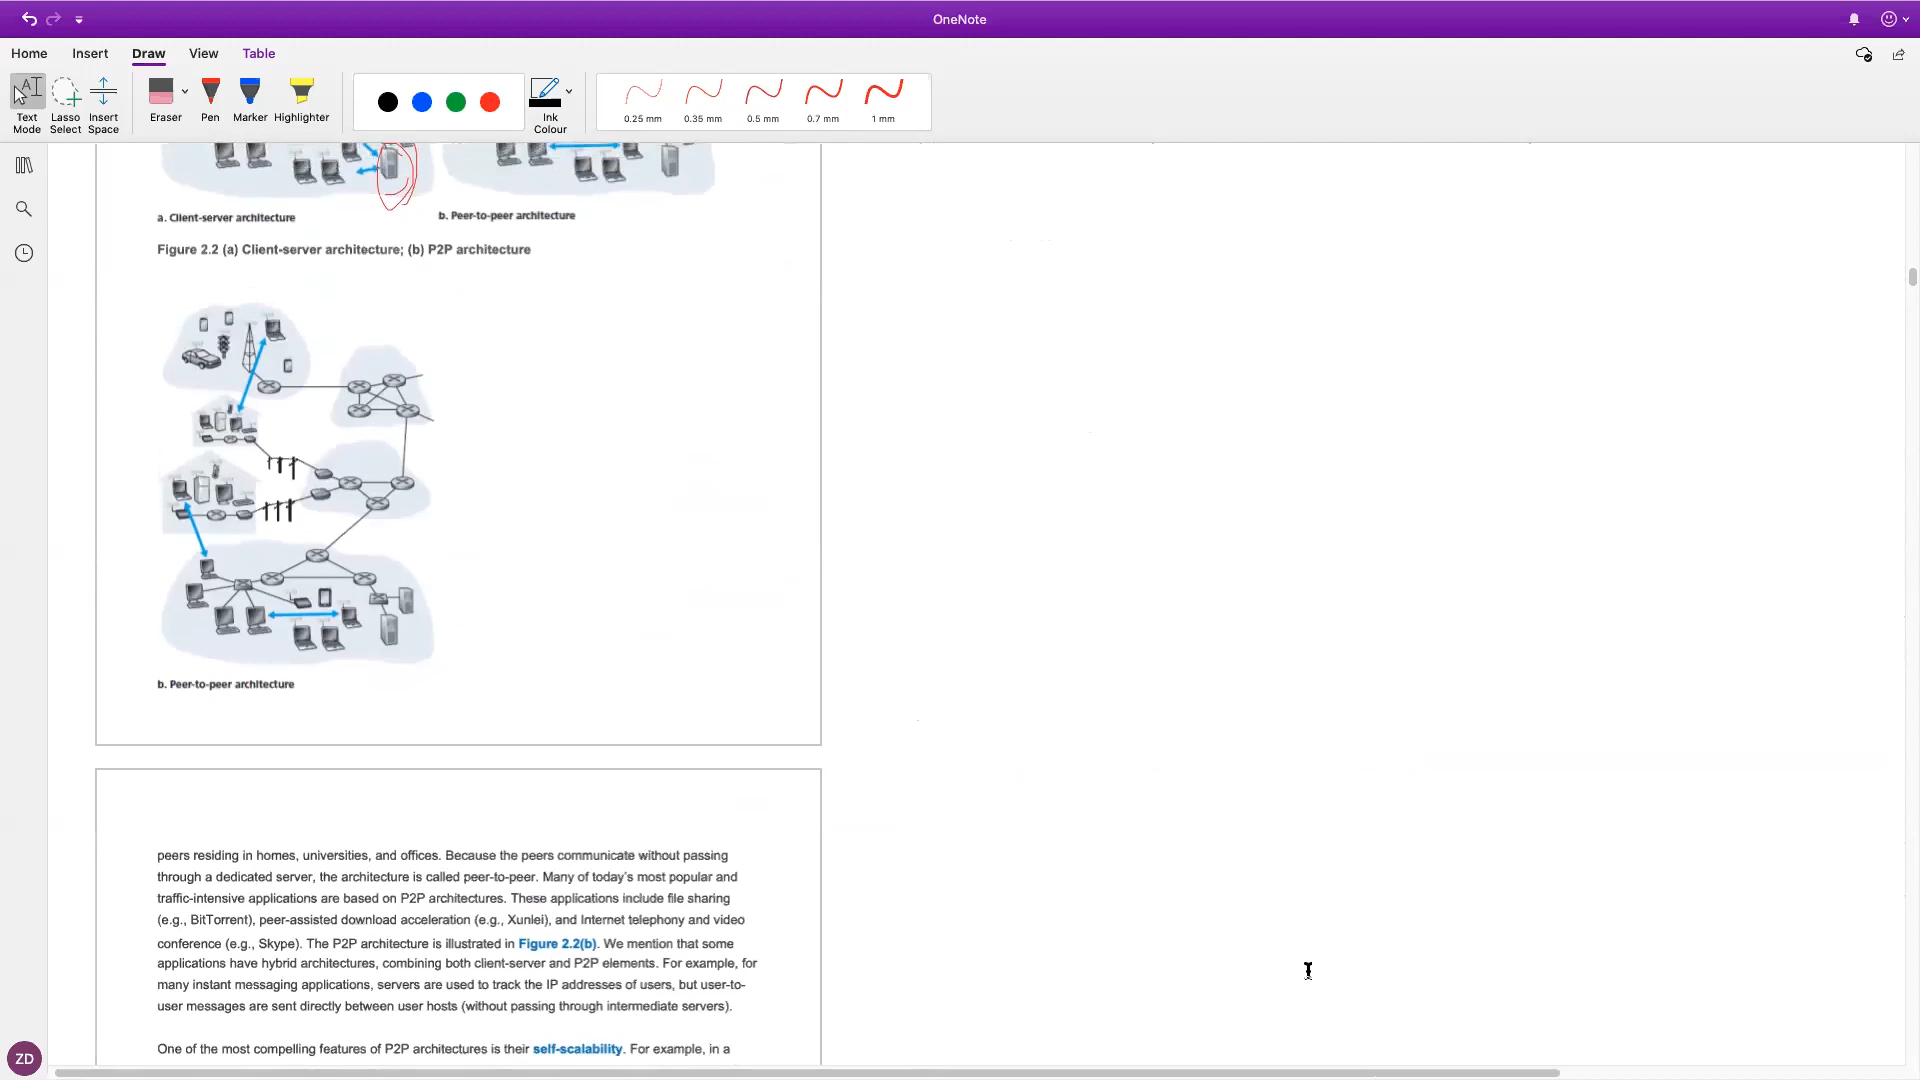 OneNote
Home Insert Draw View Table
Text Mode
Lasso Select
Insert Space
Eraser
Pen
Marker
Highlighter
Ink Colour
0.25 mm
0.35 mm
0.5 mm
0.7 mm
1 mm
a. Client-server architecture
b. Peer-to-peer architecture
Figure 2.2 (a) Client-server architecture; (b) P2P architecture
b. Peer-to-peer architecture
peers residing in homes, universities, and offices. Because the peers communicate without passing
through a dedicated server, the architecture is called peer-to-peer. Many of today's most popular and
traffic-intensive applications are based on P2P architectures. These applications include file sharing
(e.g., BitTorrent), peer-assisted download acceleration (e.g., Xunlei), and Internet telephony and video
conference (e.g., Skype). The P2P architecture is illustrated in Figure 2.2(b). We mention that some
applications have hybrid architectures, combining both client-server and P2P elements. For example, for
many instant messaging applications, servers are used to track the IP addresses of users, but user-to-
user messages are sent directly between user hosts (without passing through intermediate servers).
One of the most compelling features of P2P architectures is their self-scalability. For example, in a
ZD